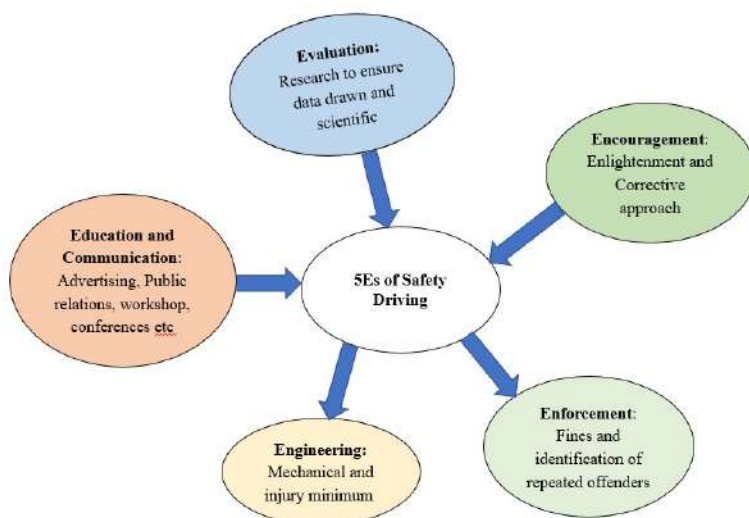 Evaluation:
Research to ensure
data drawn and
scientific
Encouragement:
Enlightenment and
Corrective
approach
Education and
Communication:
Advertising, Public
relations, workshop,
conferences etc
5Es of Safety
Driving
Engineering:
Mechanical and
injury minimum
Enforcement:
Fines and
identification of
repeated offenders